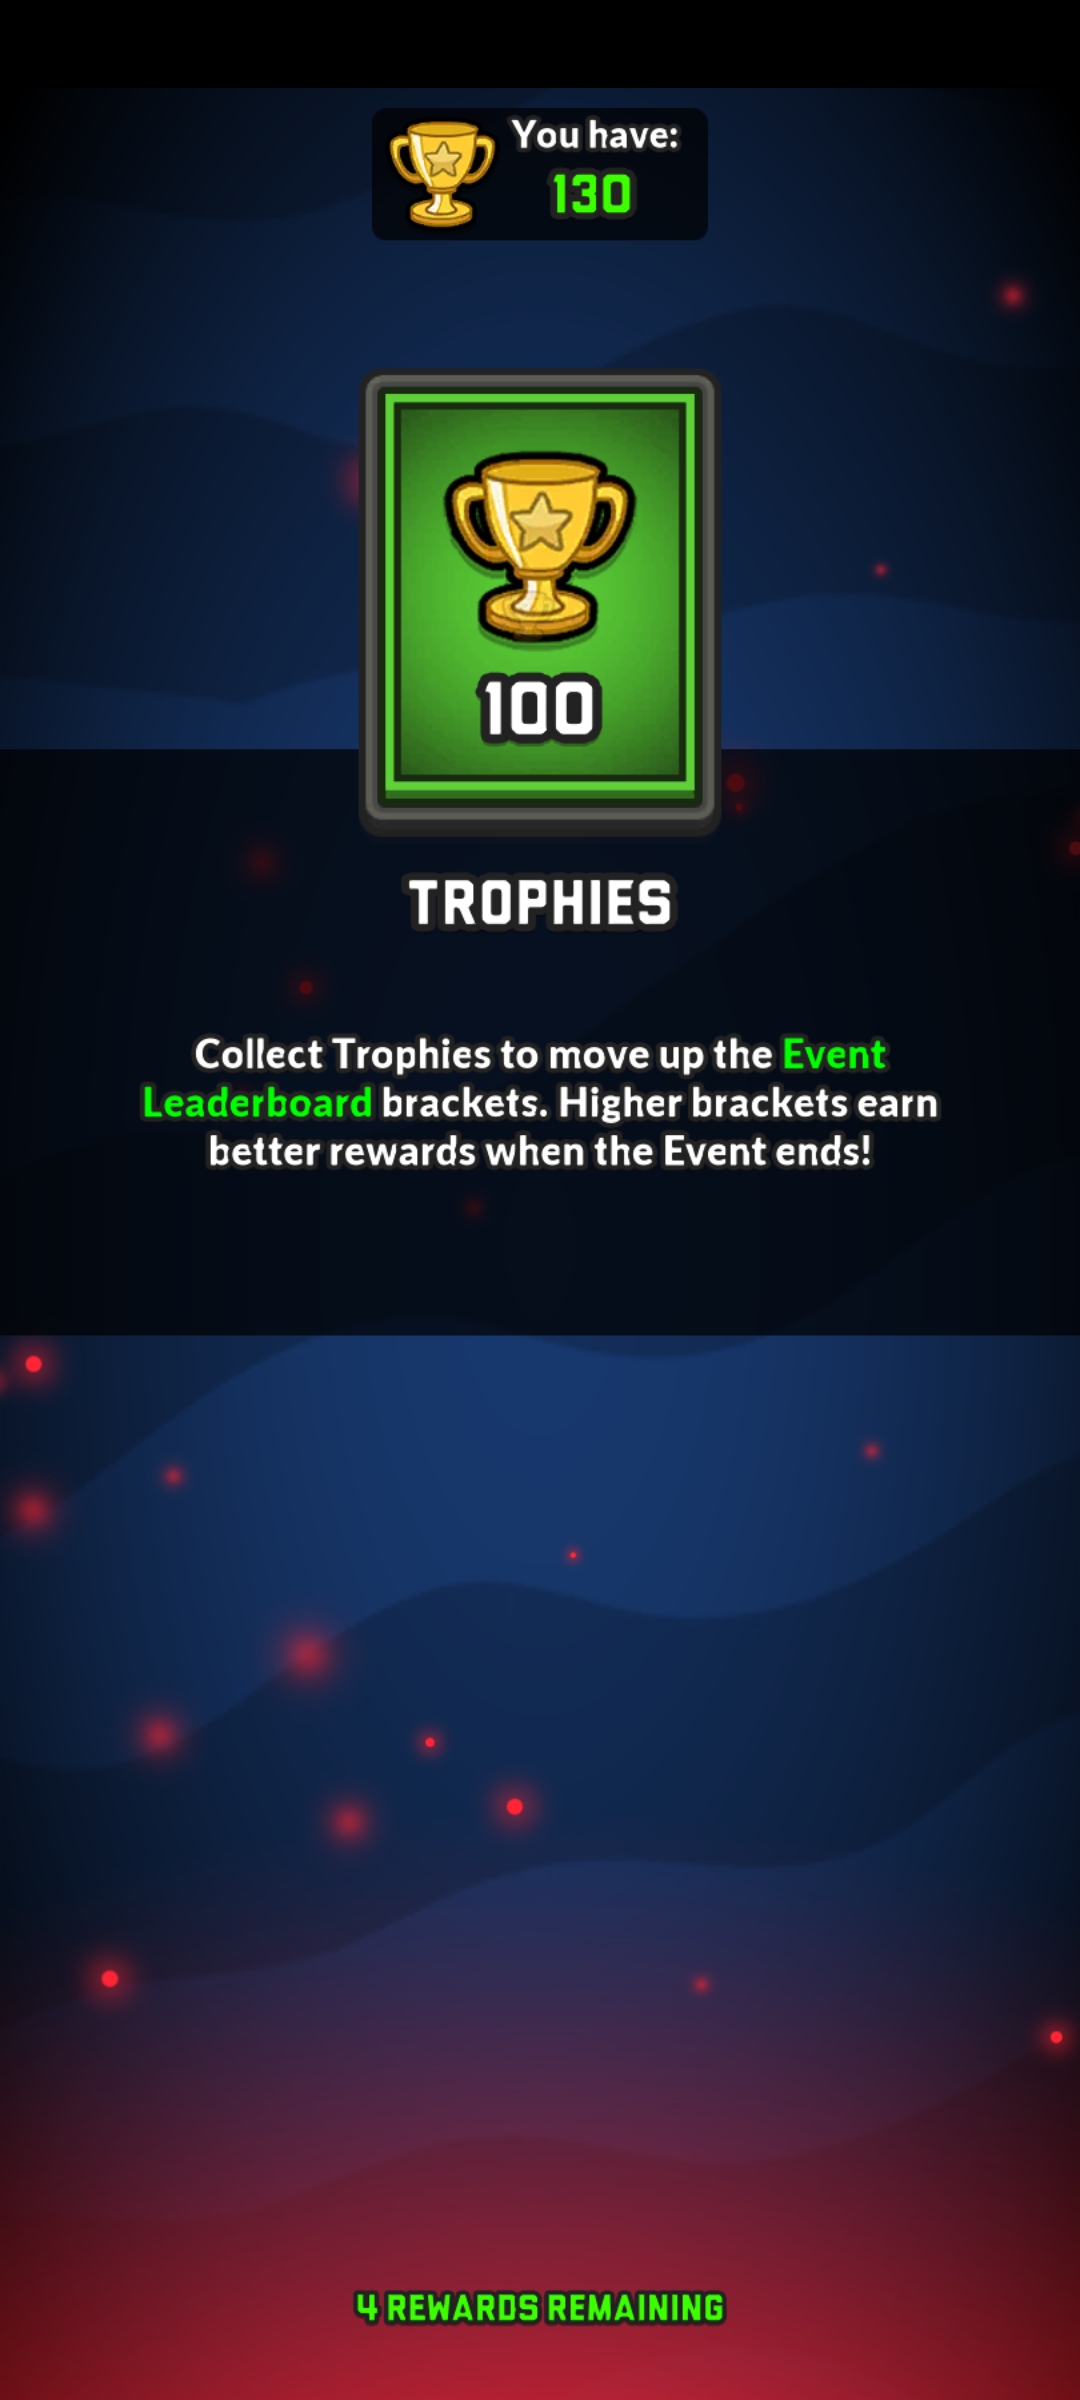 You have:
130
100
TROPHIES
Collect Trophies to move up the Event
Leaderboard brackets. Higher brackets earn
better rewards when the Event ends!
4 REWARDS REMAINING